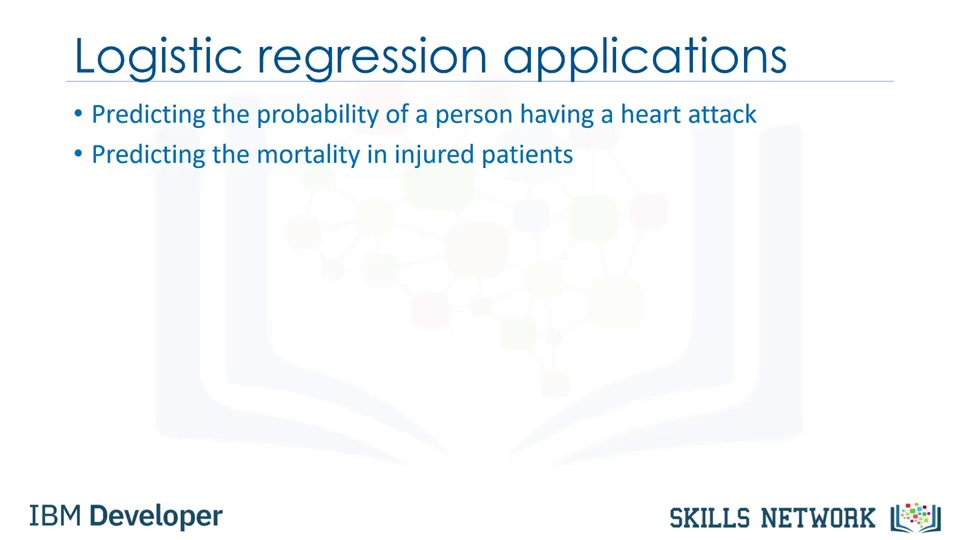 Logistic regression applications
• Predicting the probability of a person having a heart attack
• Predicting the mortality in injured patients
IBM Developer
SKILLS NETWORK